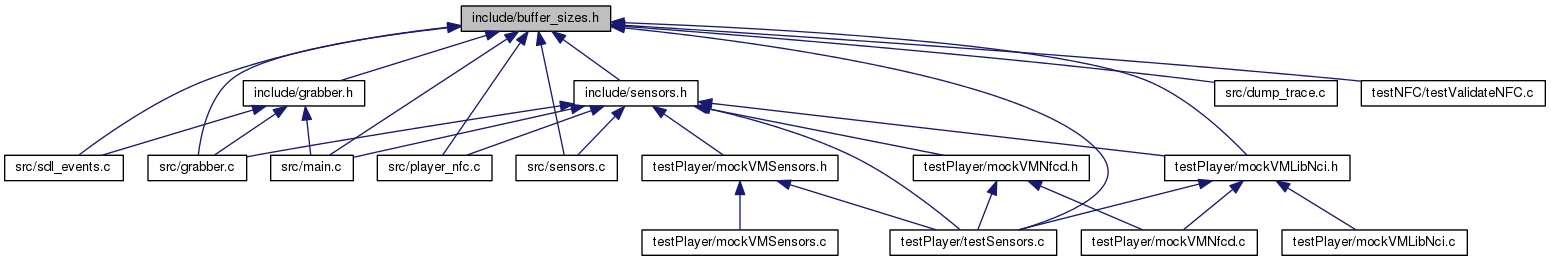 include/buffer_sizes.h
include/grabber.h
include/sensors.h
src/dump_trace.c
testNFC/testValidateNFC.c
src/sdl_events.c
src/grabber.c
src/main.c
src/player_nfc.c
src/sensors.c
testPlayer/mockVMSensors.h
testPlayer/mockVMNfcd.h
testPlayer/mockVMLibNci.h
testPlayer/mockVMSensors.c
testPlayer/testSensors.c
testPlayer/mockVMNfcd.c
testPlayer/mockVMLibNci.c